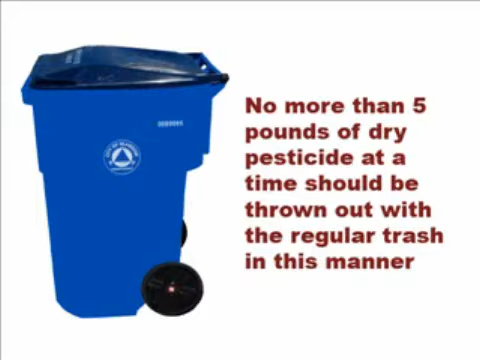 No more than 5
pounds of dry
pesticide at a
time should be
thrown out with
the regular trash
in this manner